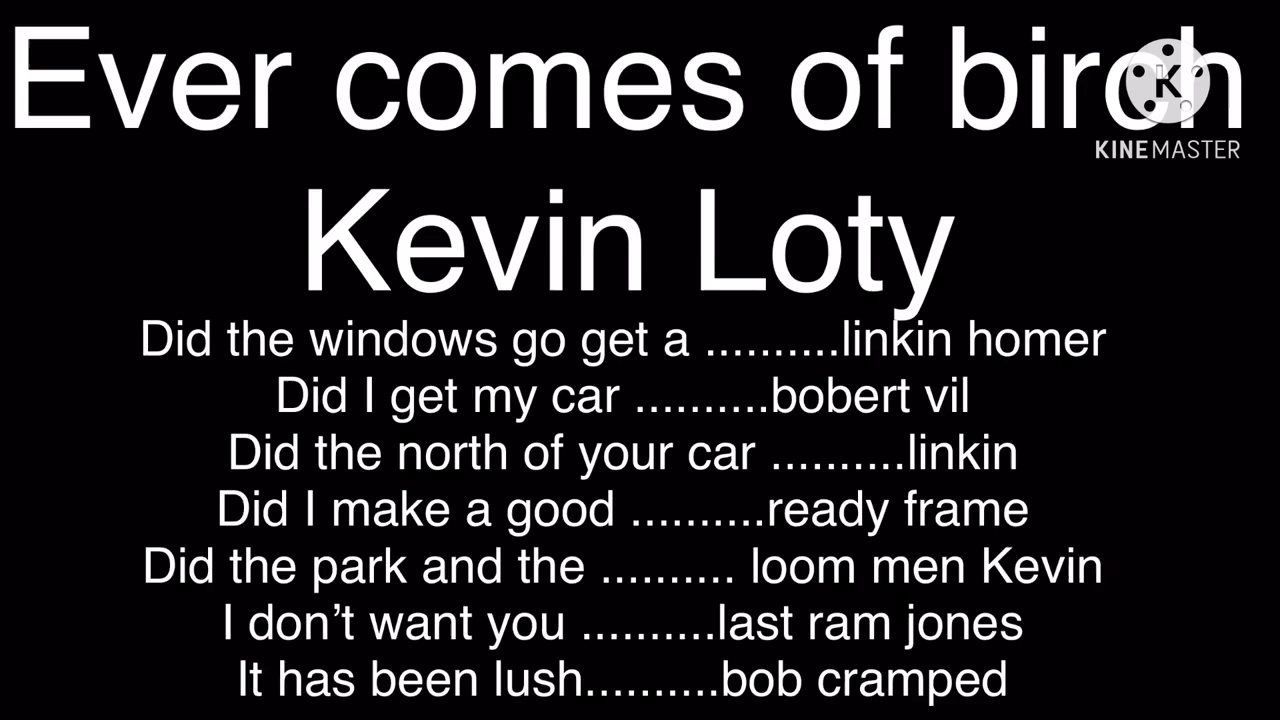 Ever comes of birch
K
KINEMASTER
Kevin Loty
Did the windows go get a ..........linkin homer
Did I get my car ..........bobert vil
Did the north of your car ..........linkin
Did I make a good ..........ready frame
Did the park and the .......... loom men Kevin
I don’t want you ..........last ram jones
It has been lush..........bob cramped